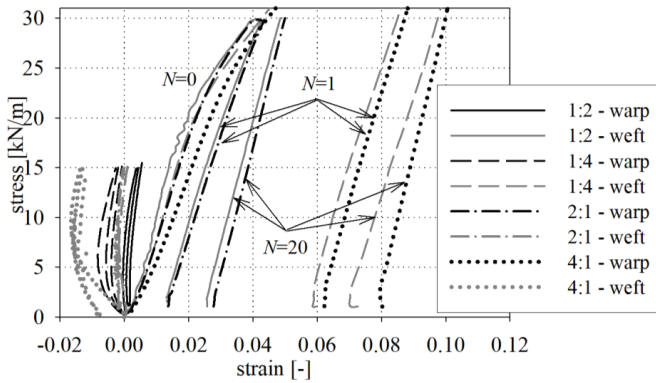 30
25
20
15
10
5
0
stress [kN/m]
N=0
N=1
N=20
-0.02 0.00 0.02 0.04 0.06 0.08 0.10 0.12
strain [-]
1:2 - warp
1:2 - weft
1:4 - warp
1:4 - weft
2:1 - warp
2:1 - weft
4:1 - warp
4:1 - weft